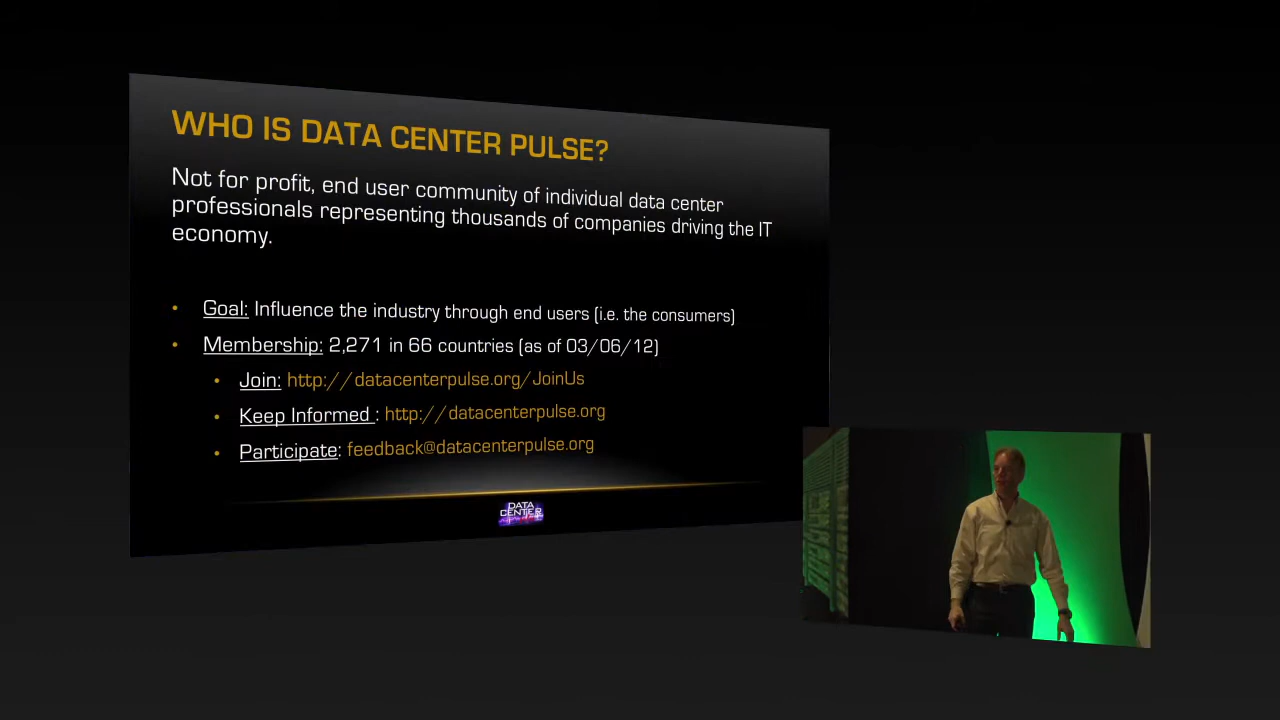 WHO IS DATA CENTER PULSE?
Not for profit, end user community of individual data center
professionals representing thousands of companies driving the IT
economy.
• Goal: Influence the industry through end users (i.e. the consumers)
• Membership: 2,271 in 66 countries (as of 03/06/12)
• Join: http://datacenterpulse.org/JoinUs
• Keep Informed : http://datacenterpulse.org
• Participate: feedback@datacenterpulse.org
DATA
CENTER